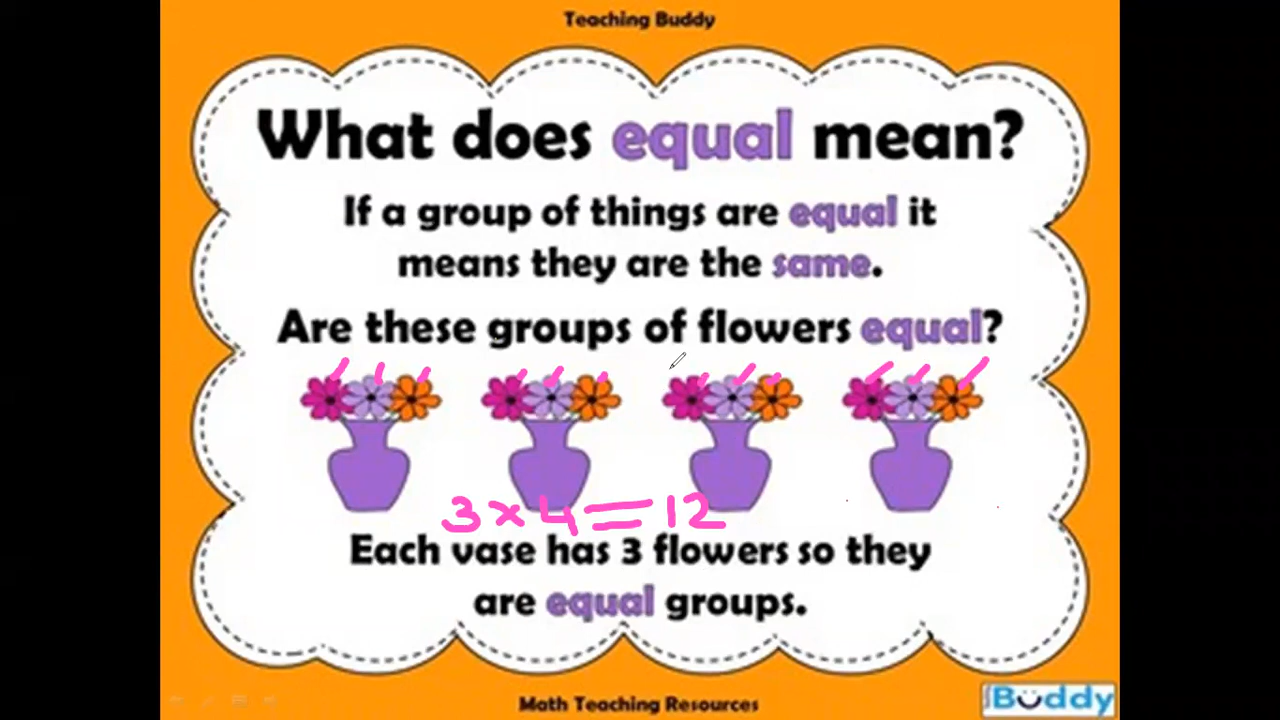 Teaching Buddy
What does equal mean?
If a group of things are equal it
means they are the same.
Are these groups of flowers equal?
3 × 4 = 12
Each vase has 3 flowers so they
are equal groups.
Math Teaching Resources
Buddy